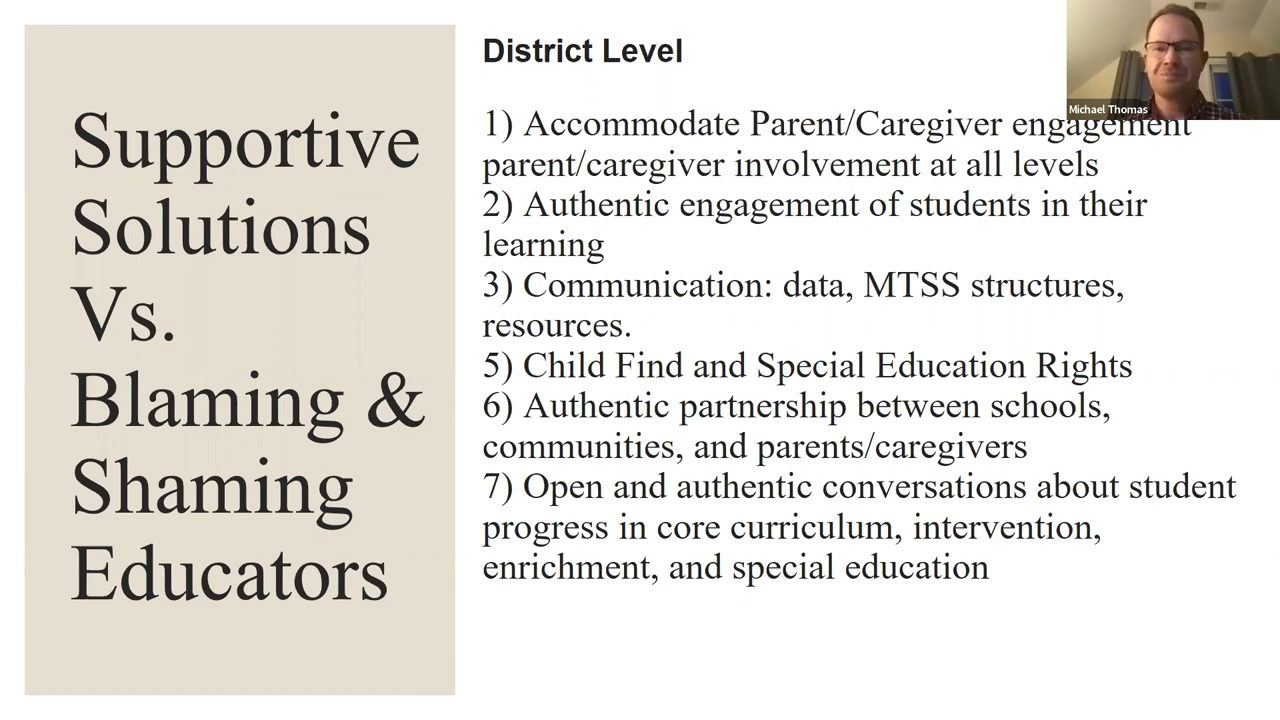 Supportive
Solutions
Vs.
Blaming &
Shaming
Educators
District Level
1) Accommodate Parent/Caregiver engagement
parent/caregiver involvement at all levels
2) Authentic engagement of students in their
learning
3) Communication: data, MTSS structures,
resources.
5) Child Find and Special Education Rights
6) Authentic partnership between schools,
communities, and parents/caregivers
7) Open and authentic conversations about student
progress in core curriculum, intervention,
enrichment, and special education
Michael Thomas